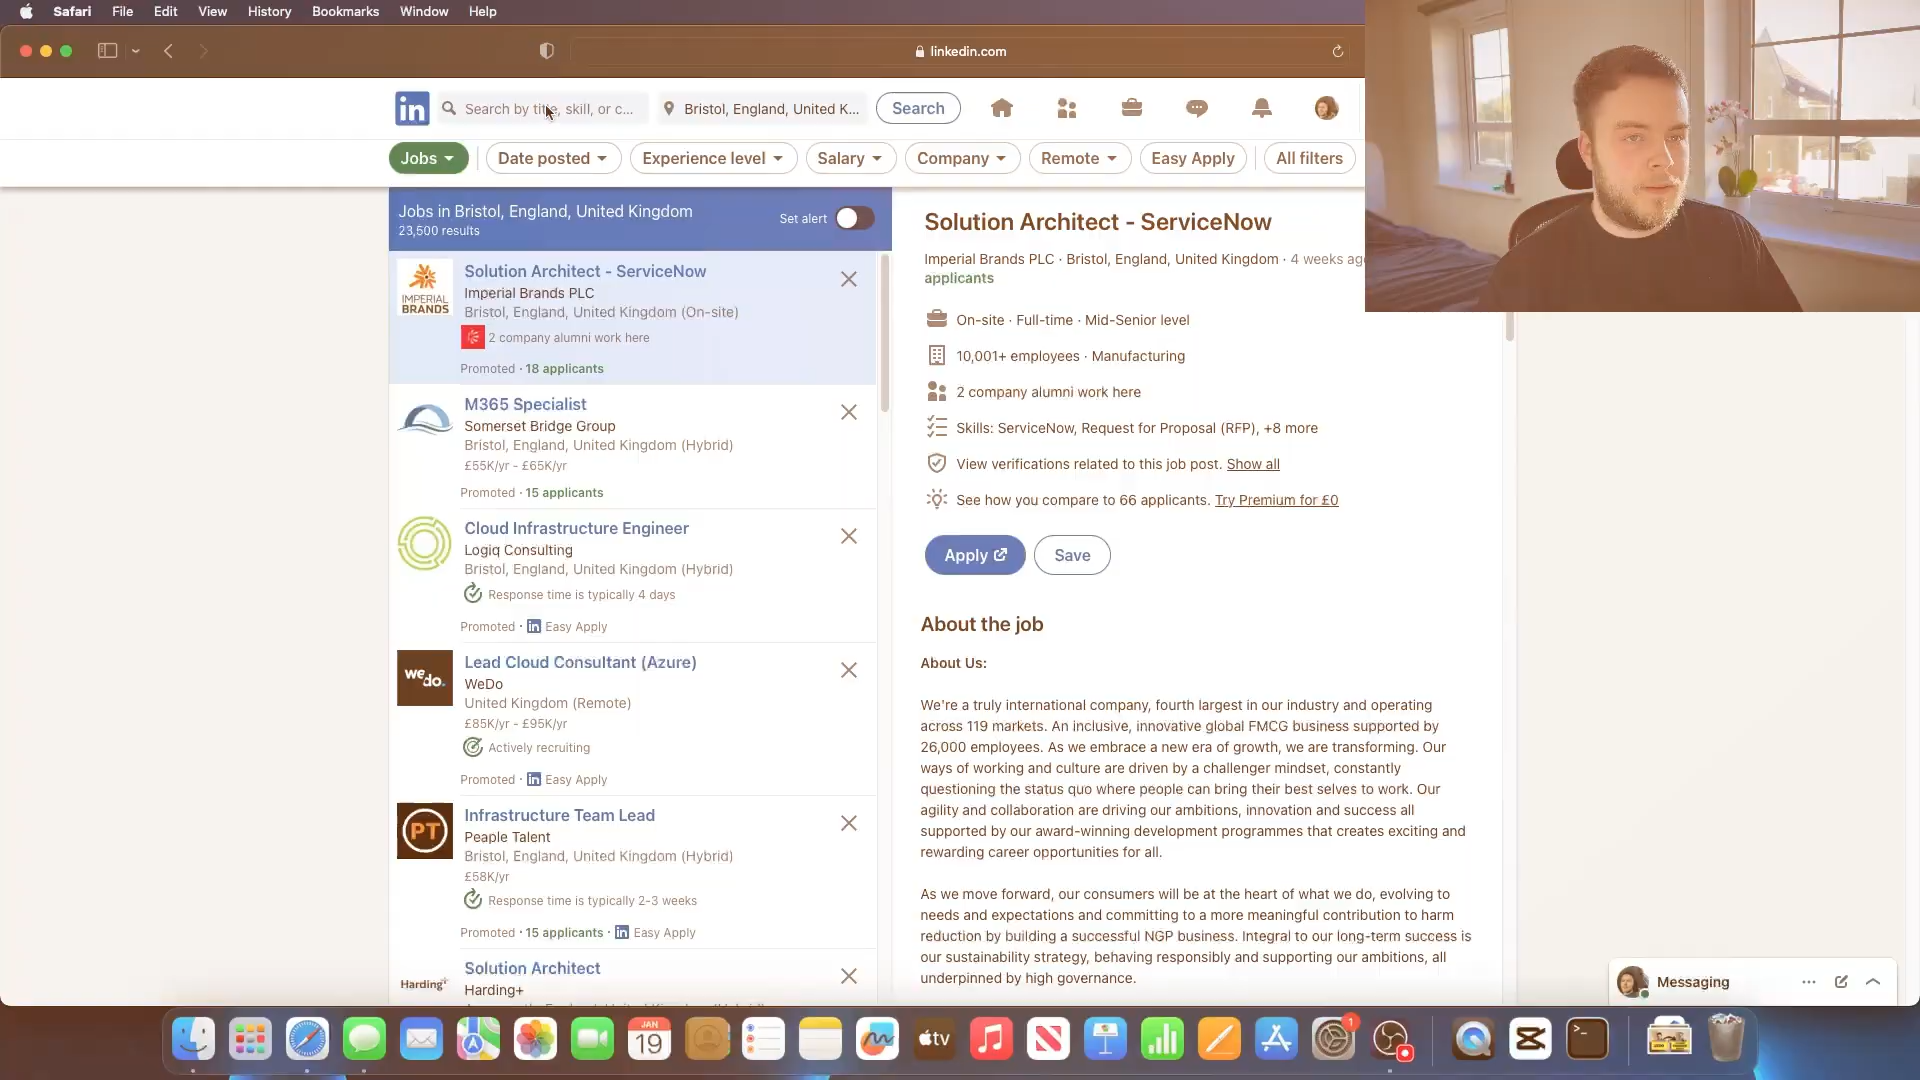 Safari File Edit View History Bookmarks Window Help
linkedin.com
in Search by title, skill, or c... Bristol, England, United K... Search
Jobs Date posted Experience level Salary Company Remote Easy Apply All filters
Jobs in Bristol, England, United Kingdom
23,500 results
Set alert
IMPERIAL
BRANDS
Solution Architect - ServiceNow
Imperial Brands PLC
Bristol, England, United Kingdom (On-site)
2 company alumni work here
Promoted · 18 applicants
M365 Specialist
Somerset Bridge Group
Bristol, England, United Kingdom (Hybrid)
£55K/yr - £65K/yr
Promoted · 15 applicants
Cloud Infrastructure Engineer
Logiq Consulting
Bristol, England, United Kingdom (Hybrid)
Response time is typically 4 days
Promoted · in Easy Apply
we
do.
Lead Cloud Consultant (Azure)
WeDo
United Kingdom (Remote)
£85K/yr - £95K/yr
Actively recruiting
Promoted · in Easy Apply
PT
Infrastructure Team Lead
Peaple Talent
Bristol, England, United Kingdom (Hybrid)
£58K/yr
Response time is typically 2-3 weeks
Promoted · 15 applicants · in Easy Apply
Harding+
Solution Architect
Harding+
Solution Architect - ServiceNow
Imperial Brands PLC · Bristol, England, United Kingdom · 4 weeks ago
applicants
On-site · Full-time · Mid-Senior level
10,001+ employees · Manufacturing
2 company alumni work here
Skills: ServiceNow, Request for Proposal (RFP), +8 more
View verifications related to this job post. Show all
See how you compare to 66 applicants. Try Premium for £0
Apply Save
About the job
About Us:
We're a truly international company, fourth largest in our industry and operating
across 119 markets. An inclusive, innovative global FMCG business supported by
26,000 employees. As we embrace a new era of growth, we are transforming. Our
ways of working and culture are driven by a challenger mindset, constantly
questioning the status quo where people can bring their best selves to work. Our
agility and collaboration are driving our ambitions, innovation and success all
supported by our award-winning development programmes that creates exciting and
rewarding career opportunities for all.
As we move forward, our consumers will be at the heart of what we do, evolving to
needs and expectations and committing to a more meaningful contribution to harm
reduction by building a successful NGP business. Integral to our long-term success is
our sustainability strategy, behaving responsibly and supporting our ambitions, all
underpinned by high governance.
Messaging
JAN
19
tv
1